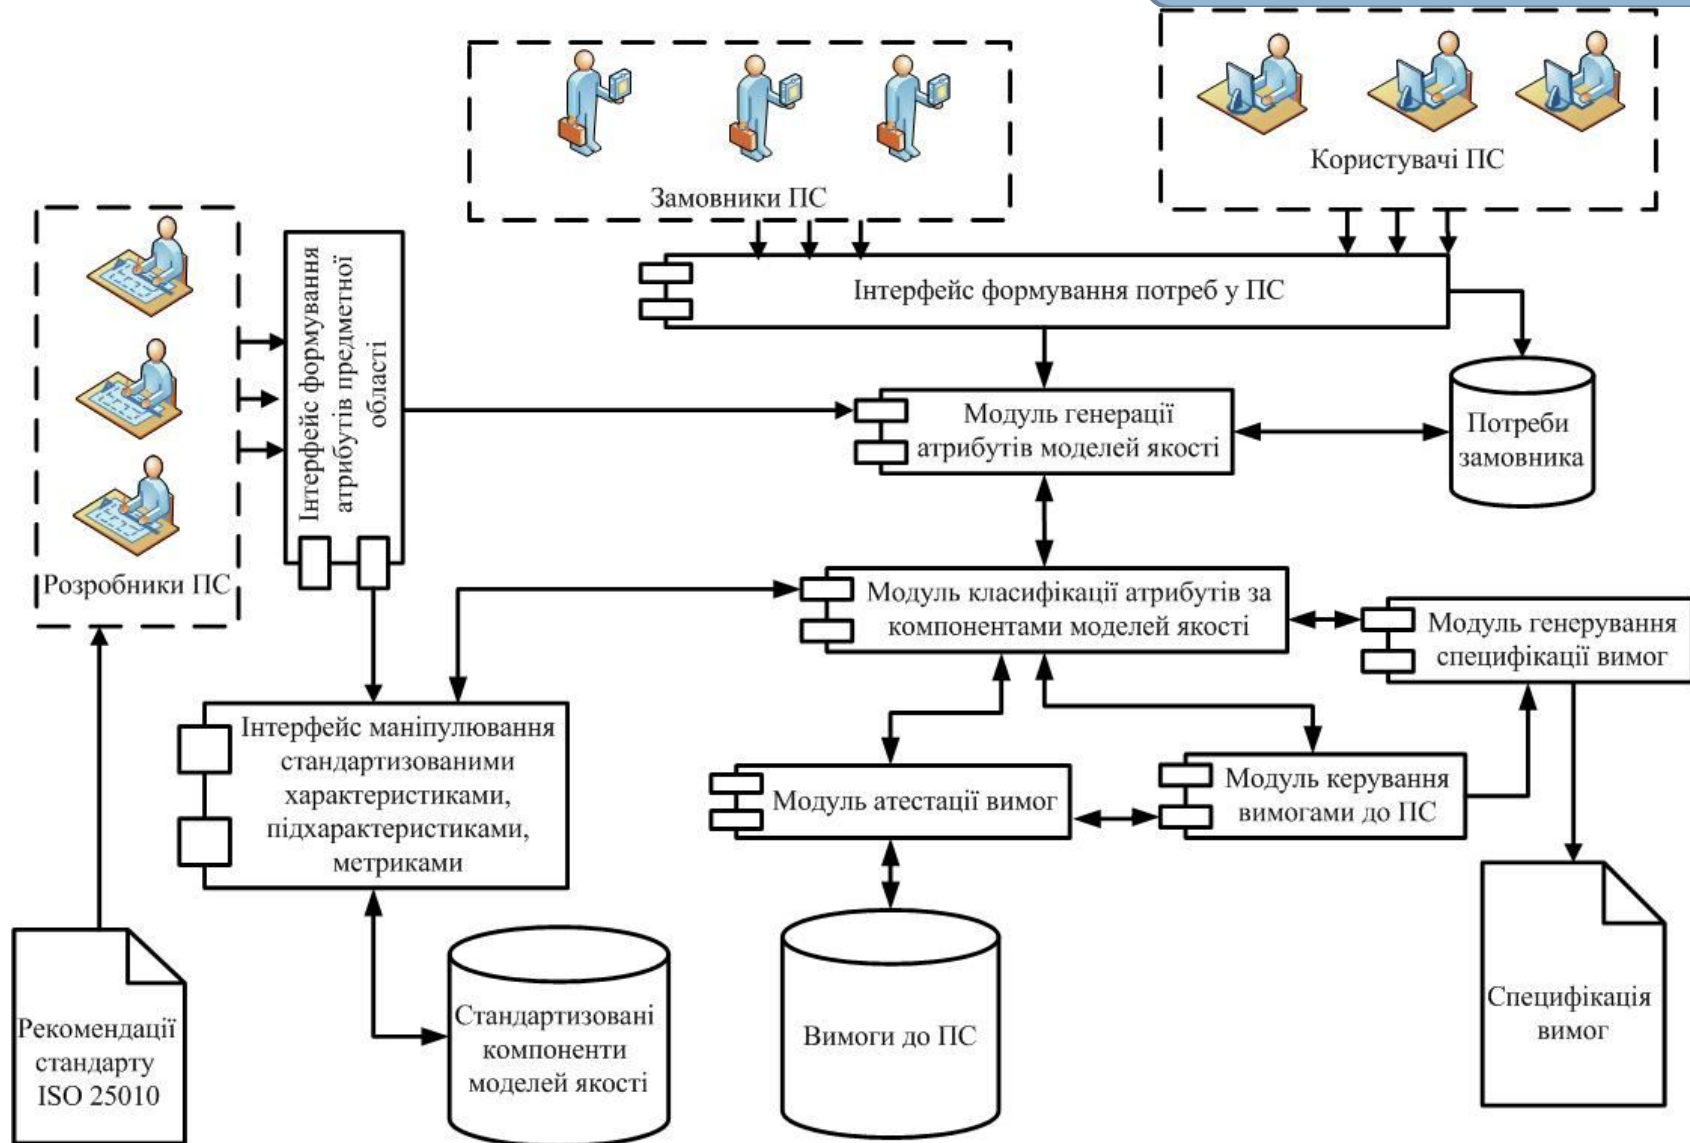 Замовники ПС
Користувачі ПС
Розробники ПС
Інтерфейс формування
атрибутів предметної
області
Інтерфейс формування потреб у ПС
Модуль генерації
атрибутів моделей якості
Потреби
замовника
Модуль класифікації атрибутів за
компонентами моделей якості
Модуль генерування
специфікації вимог
Інтерфейс маніпулювання
стандартизованими
характеристиками,
підхарактеристиками,
метриками
Модуль атестації вимог
Модуль керування
вимогами до ПС
Рекомендації
стандарту
ISO 25010
Стандартизовані
компоненти
моделей якості
Вимоги до ПС
Специфікація
вимог